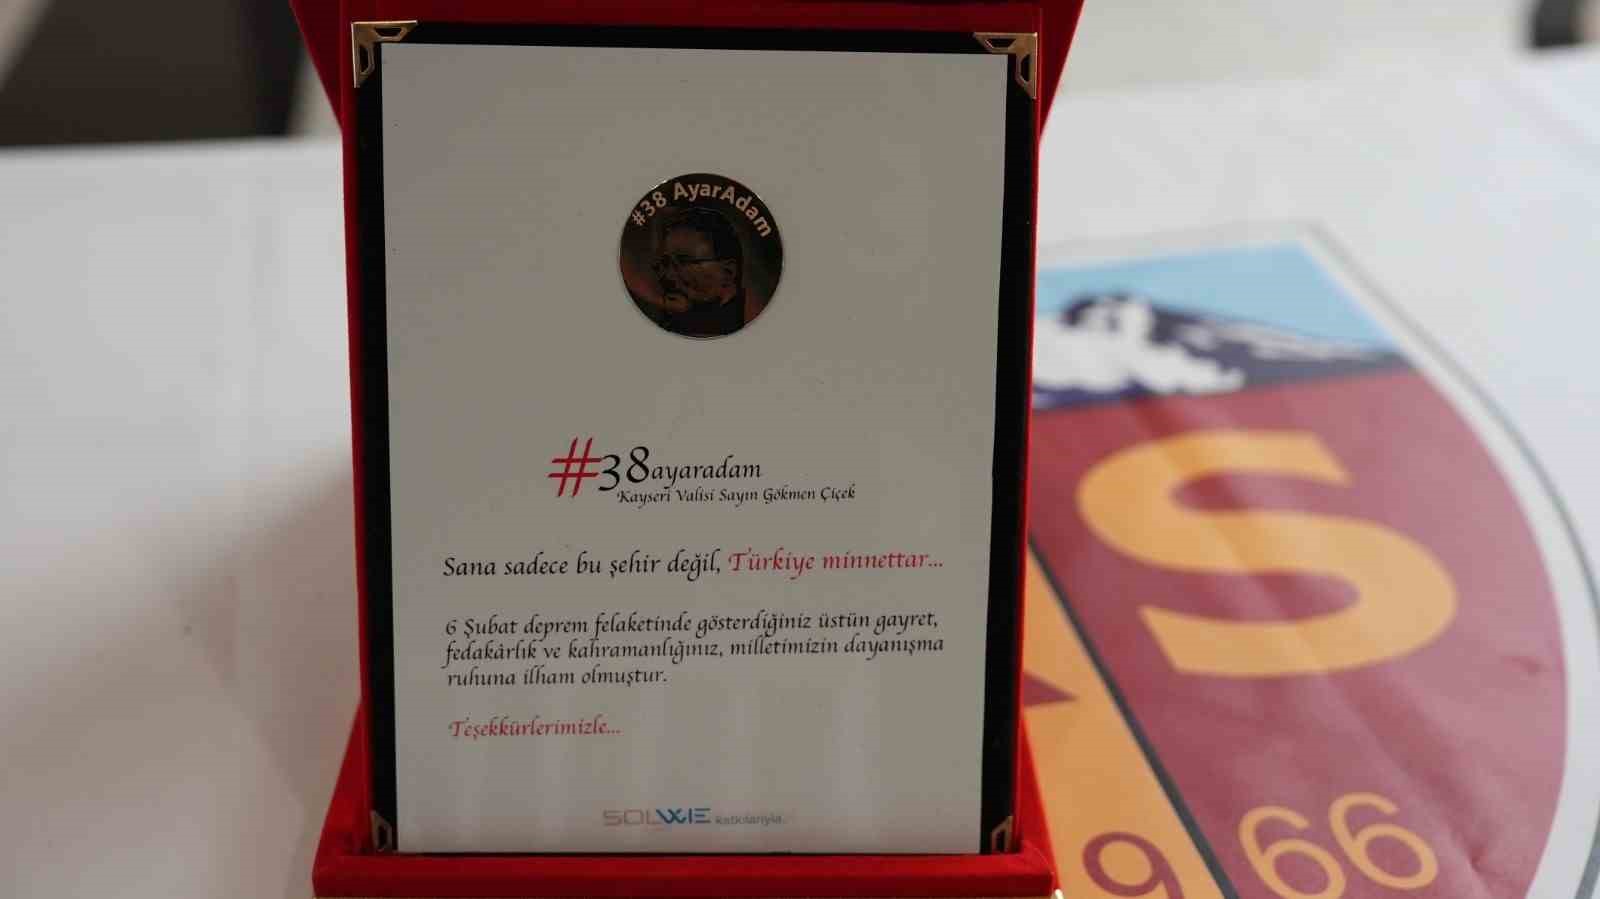 #38 AyarAdam
#38ayaradam
Kayseri Valisi Sayın Gökmen Çiçek
Sana sadece bu şehir değil, Türkiye minnettar...
6 Şubat deprem felaketinde gösterdiğiniz üstün gayret,
fedakârlık ve kahramanlığınız, milletimizin dayanışma
ruhuna ilham olmuştur.
Teşekkürlerimizle...
SOLWIE katkılarıyla..
S
9
66